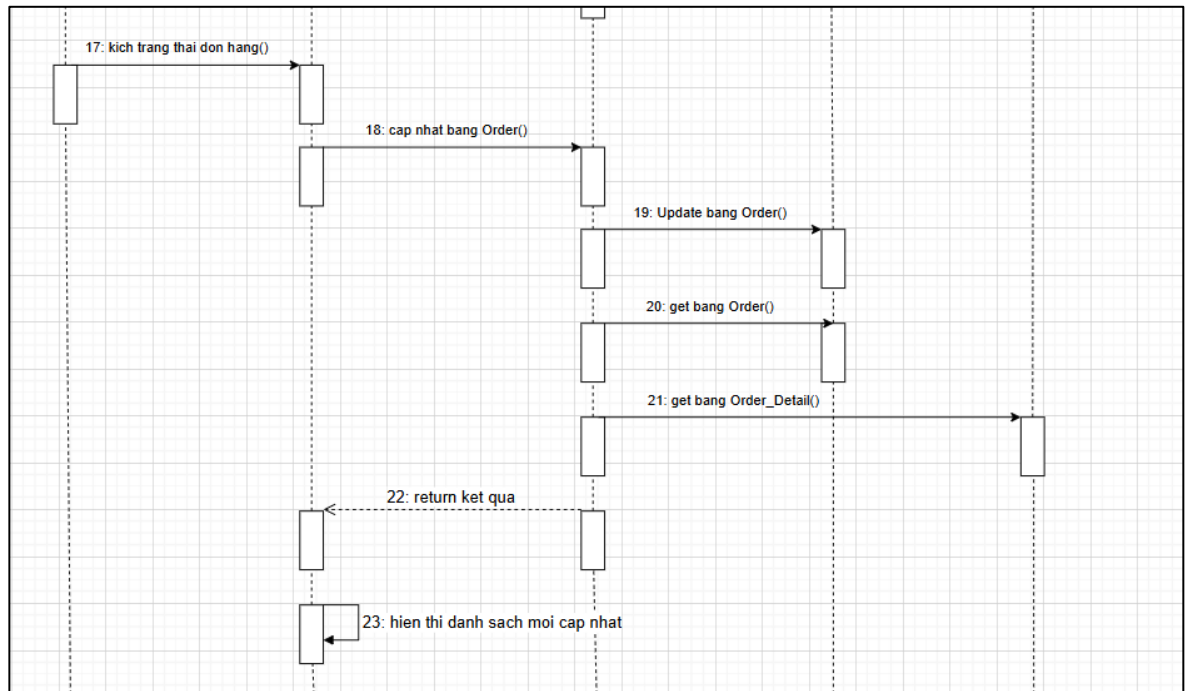 17: kich trang thai don hang()
18: cap nhat bang Order()
19: Update bang Order()
20: get bang Order()
21: get bang Order_Detail()
22: return ket qua
23: hien thi danh sach moi cap nhat